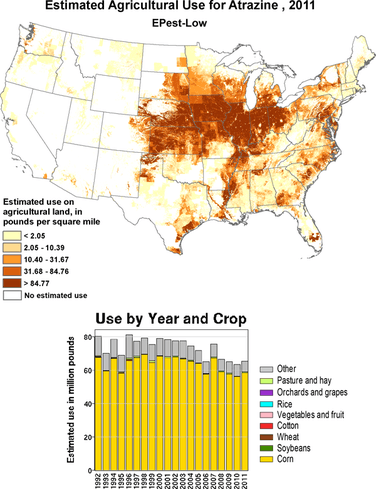 Estimated Agricultural Use for Atrazine , 2011
EPest-Low
Estimated use on
agricultural land, in
pounds per square mile
< 2.05
2.05 - 10.39
10.40 - 31.67
31.68 - 84.76
> 84.77
No estimated use
Use by Year and Crop
Estimated use in million pounds
80
60
40
20
0
1992
1993
1994
1995
1996
1997
1998
1999
2000
2001
2002
2003
2004
2005
2006
2007
2008
2009
2010
2011
Other
Pasture and hay
Orchards and grapes
Rice
Vegetables and fruit
Cotton
Wheat
Soybeans
Corn